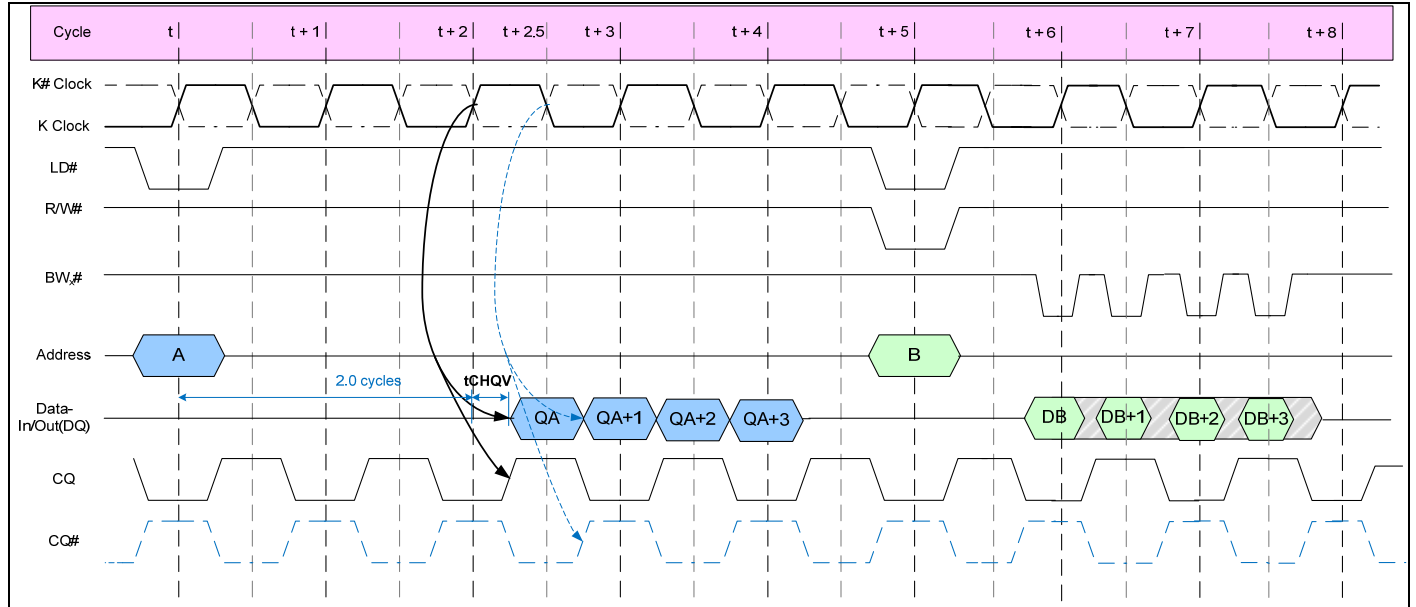 Cycle t t + 1 t + 2 t + 2.5 t + 3 t + 4 t + 5 t + 6 t + 7 t + 8
K# Clock
K Clock
LD#
R/W#
BWx#
Address A B
2.0 cycles tCHQV
Data-
In/Out(DQ) QA QA+1 QA+2 QA+3 DB DB+1 DB+2 DB+3
CQ
CQ#